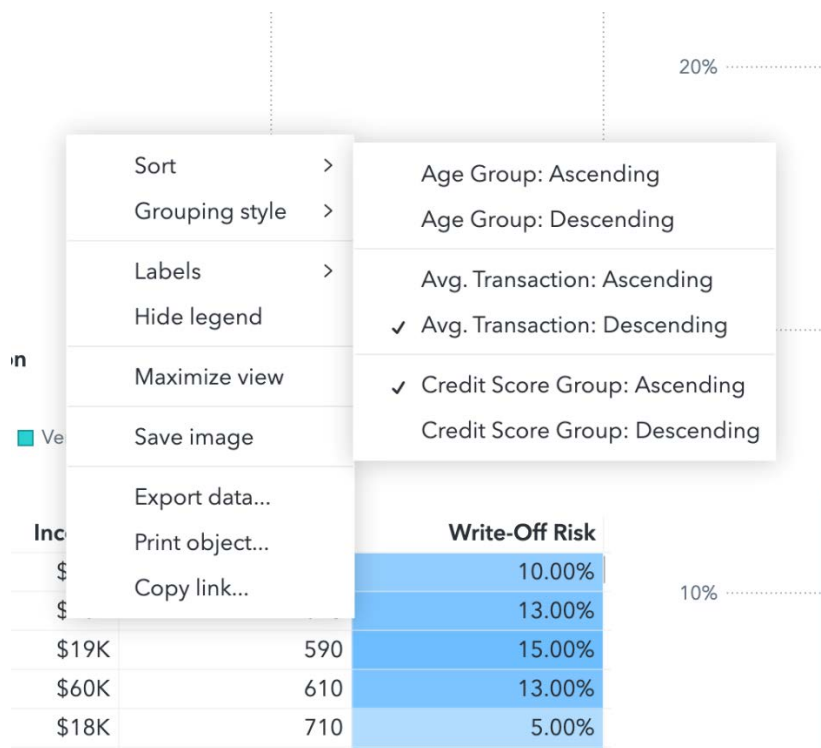 20%
Sort
Grouping style
Labels
Hide legend
Maximize view
Save image
Export data...
Print object...
Copy link...
Age Group: Ascending
Age Group: Descending
Avg. Transaction: Ascending
Avg. Transaction: Descending
Credit Score Group: Ascending
Credit Score Group: Descending
Write-Off Risk
10.00%
13.00%
$19K 590 15.00%
$60K 610 13.00%
$18K 710 5.00%
10%